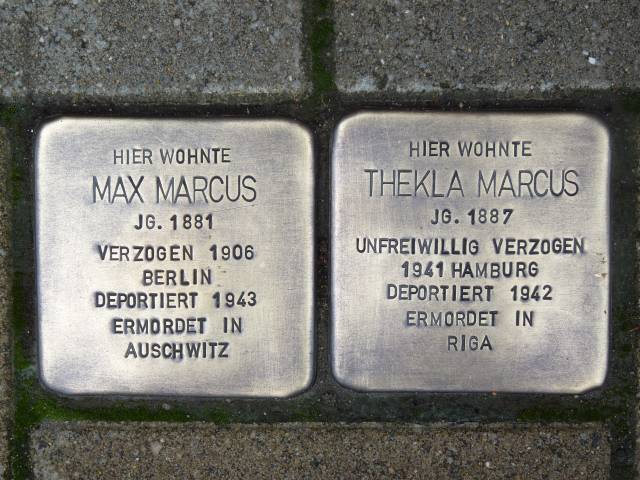 HIER WOHNTE
MAX MARCUS
JG. 1881
VERZOGEN 1906
BERLIN
DEPORTIERT 1943
ERMORDET IN
AUSCHWITZ
HIER WOHNTE
THEKLA MARCUS
JG. 1887
UNFREIWILLIG VERZOGEN
1941 HAMBURG
DEPORTIERT 1942
ERMORDET IN
RIGA